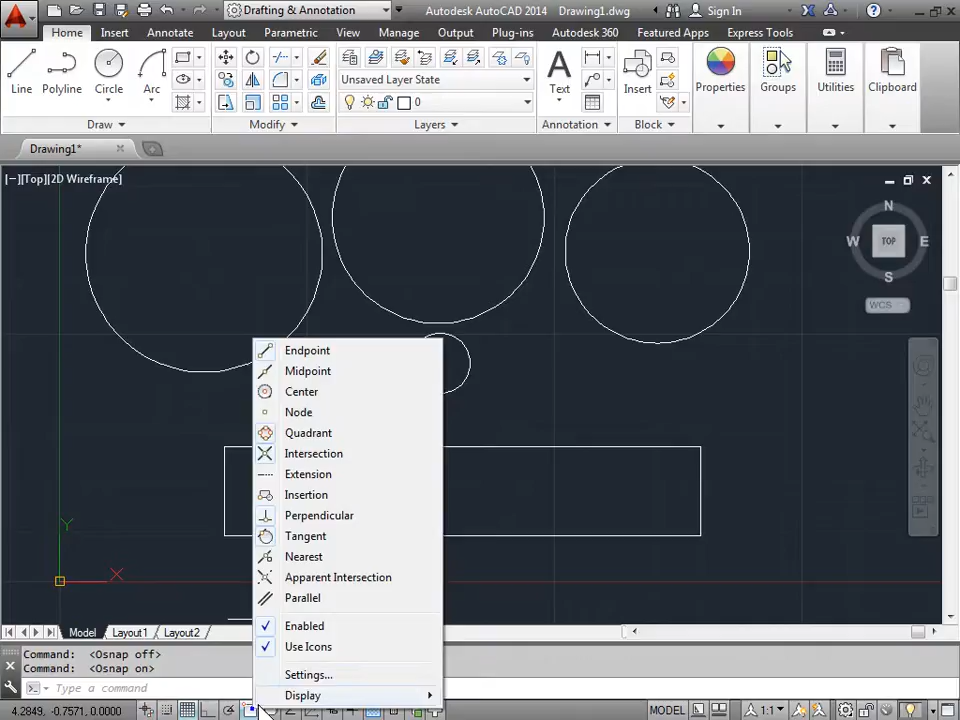 Drafting & Annotation
Autodesk AutoCAD 2014 Drawing1.dwg
Sign In
Home Insert Annotate Layout Parametric View Manage Output Plug-ins Autodesk 360 Featured Apps Express Tools
Line Polyline Circle Arc
Unsaved Layer State
0
Text Insert Properties Groups Utilities Clipboard
Draw Modify Layers Annotation Block
Drawing1*
[−][Top][2D Wireframe]
N
W TOP E
S
WCS
Endpoint
Midpoint
Center
Node
Quadrant
Intersection
Extension
Insertion
Perpendicular
Tangent
Nearest
Apparent Intersection
Parallel
Enabled
Use Icons
Settings...
Display
Y
X
Model Layout1 Layout2
Command: <Osnap off>
Command: <Osnap on>
Type a command
4.2849, -0.7571, 0.0000
MODEL 1:1